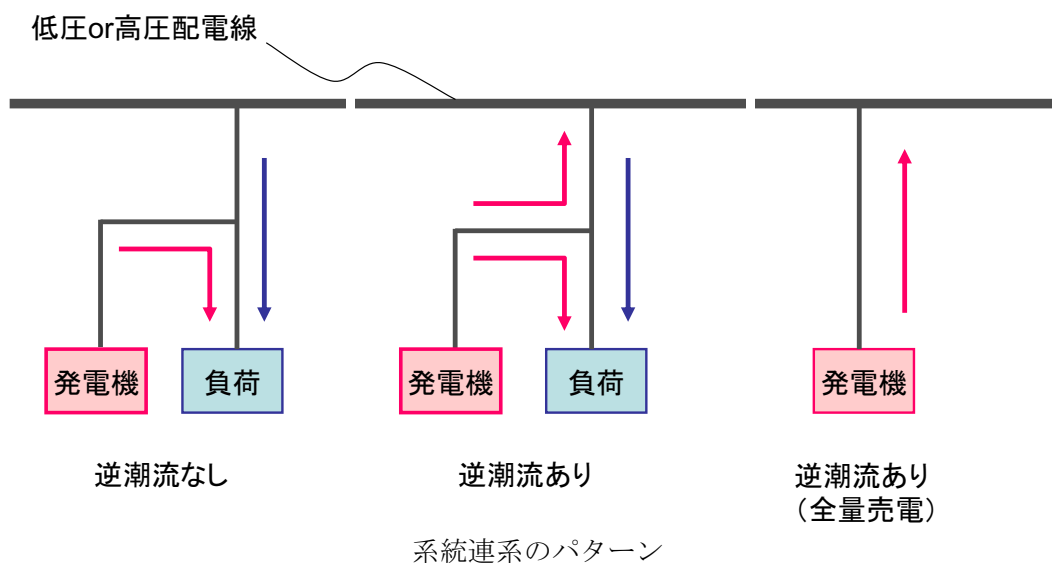 低圧or高圧配電線
発電機
負荷
発電機
負荷
発電機
逆潮流なし
逆潮流あり
逆潮流あり
（全量売電）
系統連系のパターン